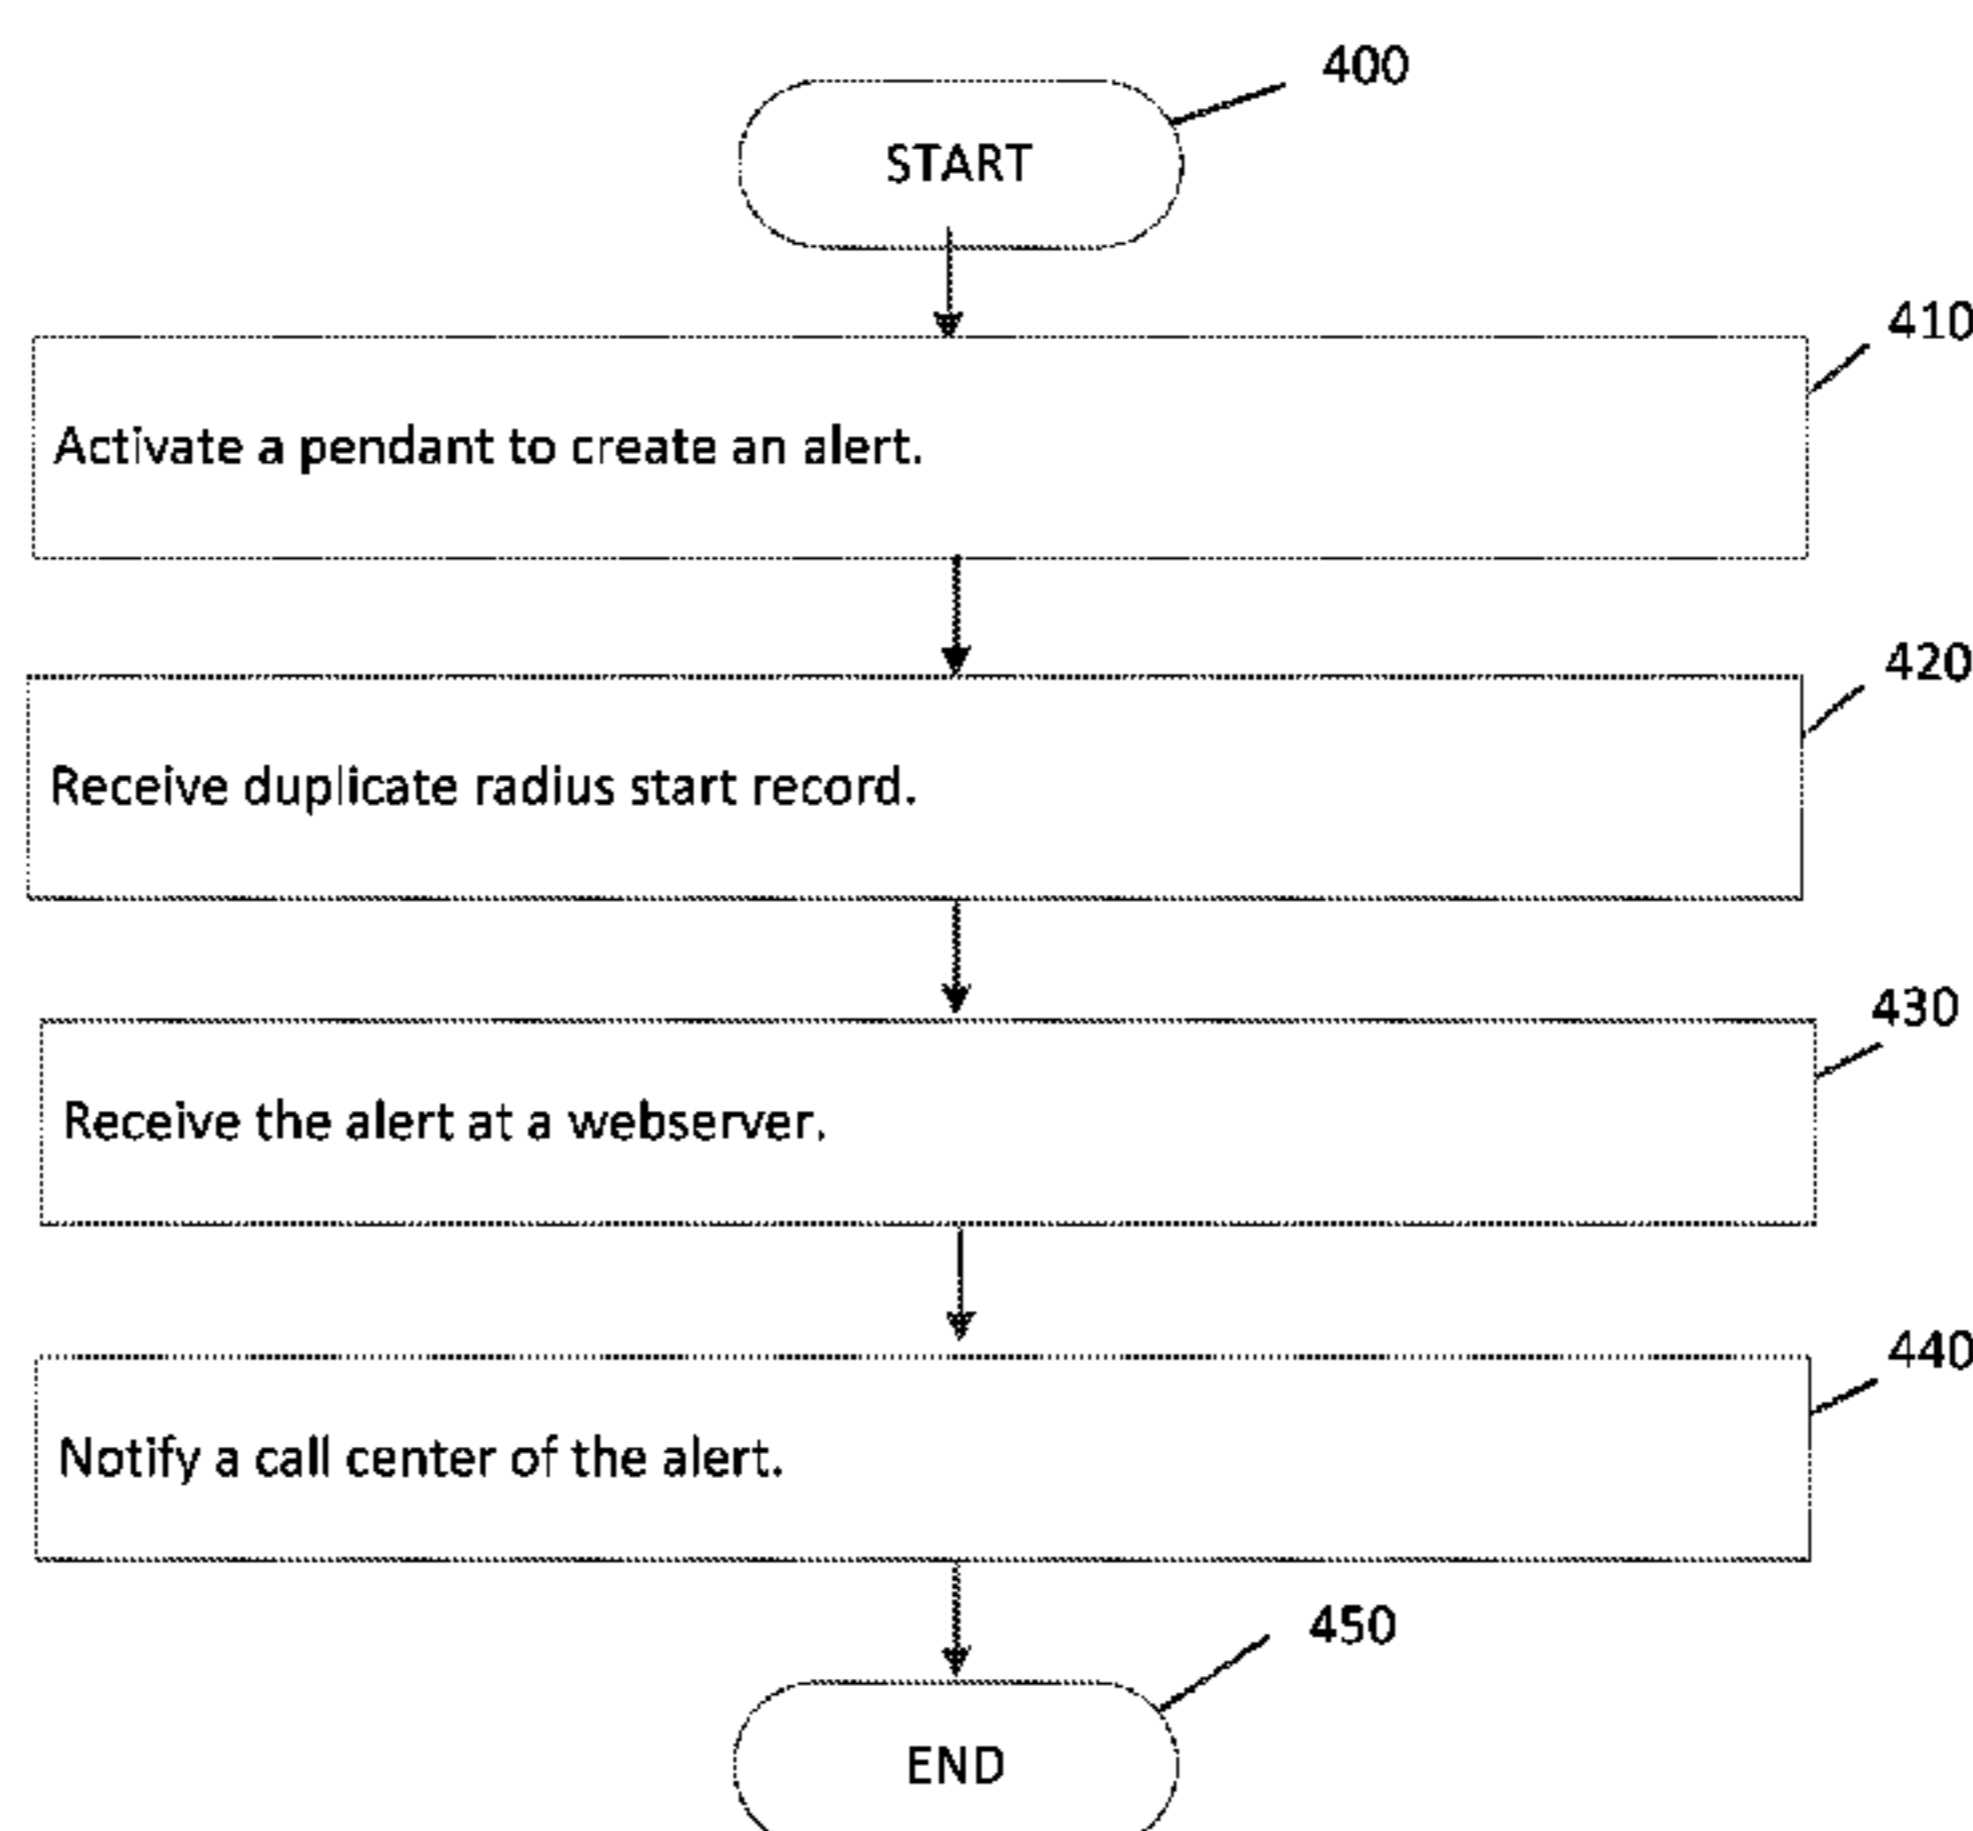 400
START
410
Activate a pendant to create an alert.
420
Receive duplicate radius start record.
430
Receive the alert at a webserver.
440
Notify a call center of the alert.
450
END